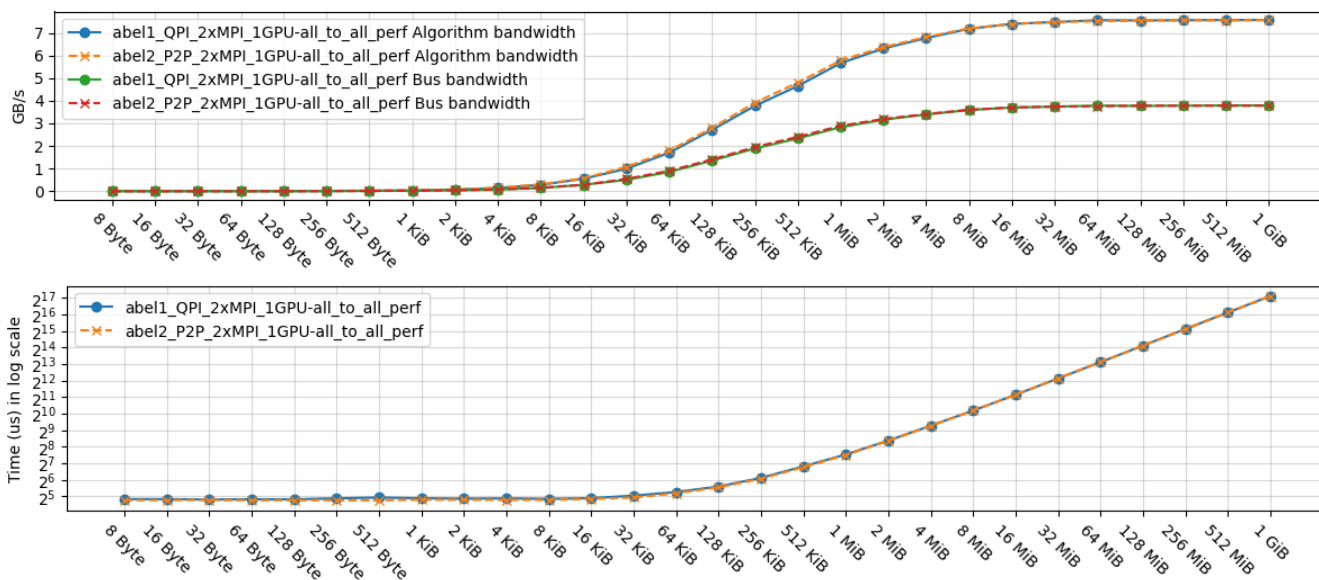 abel1_QPI_2xMPI_1GPU-all_to_all_perf Algorithm bandwidth
abel2_P2P_2xMPI_1GPU-all_to_all_perf Algorithm bandwidth
abel1_QPI_2xMPI_1GPU-all_to_all_perf Bus bandwidth
abel2_P2P_2xMPI_1GPU-all_to_all_perf Bus bandwidth
GB/s
7
6
5
4
3
2
1
0
8 Byte
16 Byte
32 Byte
64 Byte
128 Byte
256 Byte
512 Byte
1 KiB
2 KiB
4 KiB
8 KiB
16 KiB
32 KiB
64 KiB
128 KiB
256 KiB
512 KiB
1 MiB
2 MiB
4 MiB
8 MiB
16 MiB
32 MiB
64 MiB
128 MiB
256 MiB
512 MiB
1 GiB
abel1_QPI_2xMPI_1GPU-all_to_all_perf
abel2_P2P_2xMPI_1GPU-all_to_all_perf
Time (us) in log scale
2¹⁷
2¹⁶
2¹⁵
2¹⁴
2¹³
2¹²
2¹¹
2¹⁰
2⁹
2⁸
2⁷
2⁶
2⁵
8 Byte
16 Byte
32 Byte
64 Byte
128 Byte
256 Byte
512 Byte
1 KiB
2 KiB
4 KiB
8 KiB
16 KiB
32 KiB
64 KiB
128 KiB
256 KiB
512 KiB
1 MiB
2 MiB
4 MiB
8 MiB
16 MiB
32 MiB
64 MiB
128 MiB
256 MiB
512 MiB
1 GiB